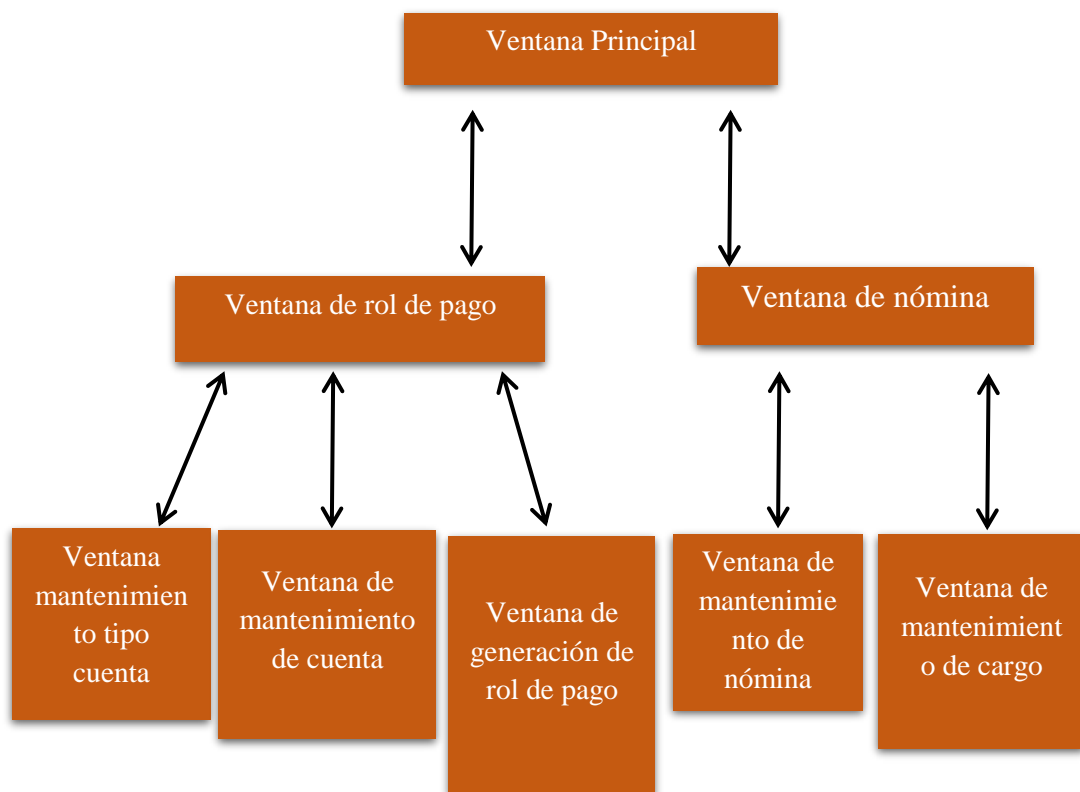 Ventana Principal
Ventana de rol de pago
Ventana de nómina
Ventana
mantenimien
to tipo
cuenta
Ventana de
mantenimiento
de cuenta
Ventana de
generación de
rol de pago
Ventana de
mantenimie
nto de
nómina
Ventana de
mantenimient
o de cargo